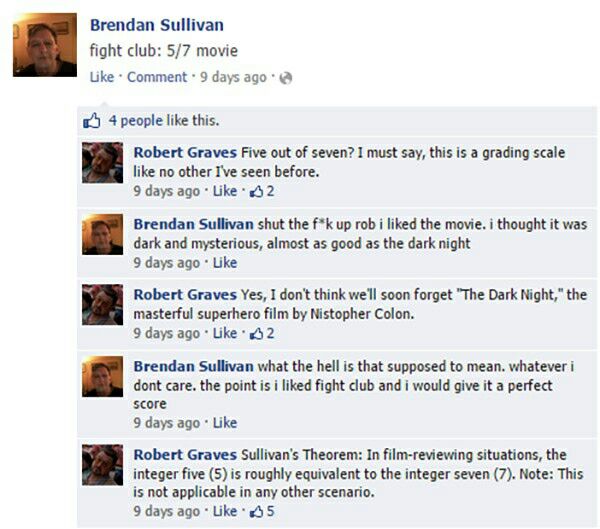 Brendan Sullivan
fight club: 5/7 movie
Like · Comment · 9 days ago ·
4 people like this.
Robert Graves Five out of seven? I must say, this is a grading scale
like no other I've seen before.
9 days ago · Like · 2
Brendan Sullivan shut the f*k up rob i liked the movie. i thought it was
dark and mysterious, almost as good as the dark night
9 days ago · Like
Robert Graves Yes, I don't think we'll soon forget "The Dark Night," the
masterful superhero film by Nistopher Colon.
9 days ago · Like · 2
Brendan Sullivan what the hell is that supposed to mean. whatever i
dont care. the point is i liked fight club and i would give it a perfect
score
9 days ago · Like
Robert Graves Sullivan's Theorem: In film-reviewing situations, the
integer five (5) is roughly equivalent to the integer seven (7). Note: This
is not applicable in any other scenario.
9 days ago · Like · 5